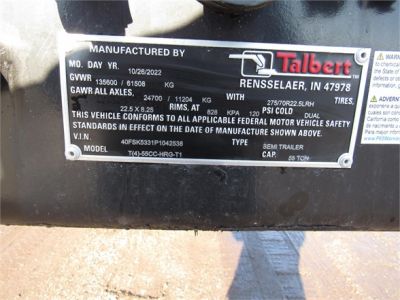 MANUFACTURED BY Talbert TM
MO. DAY YR. 10/26/2022 RENSSELAER, IN 47978
GVWR 135600 / 61508 KG
GAWR ALL AXLES, 24700 / 11204 KG WITH 275/70R22.5LRH TIRES,
22.5 X 8.25 RIMS, AT 828 KPA 120 PSI COLD DUAL
THIS VEHICLE CONFORMS TO ALL APPLICABLE FEDERAL MOTOR VEHICLE SAFETY
STANDARDS IN EFFECT ON THE DATE OF MANUFACTURE SHOWN ABOVE.
V.I.N. 40FSK5331P1042538 TYPE SEMI TRAILER
MODEL T(4)-55CC-HRG-T1 CAP. 55 TON